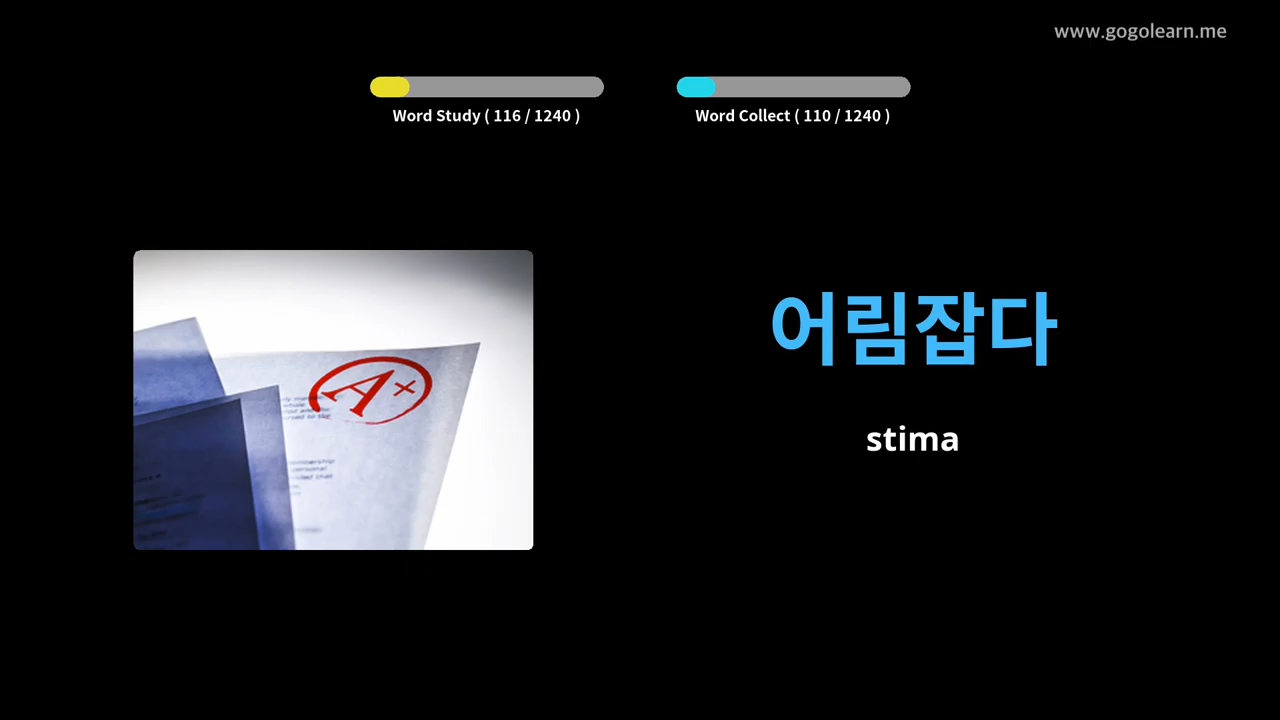 www.gogolearn.me
Word Study ( 116 / 1240 )
Word Collect ( 110 / 1240 )
A+
어림잡다
stima